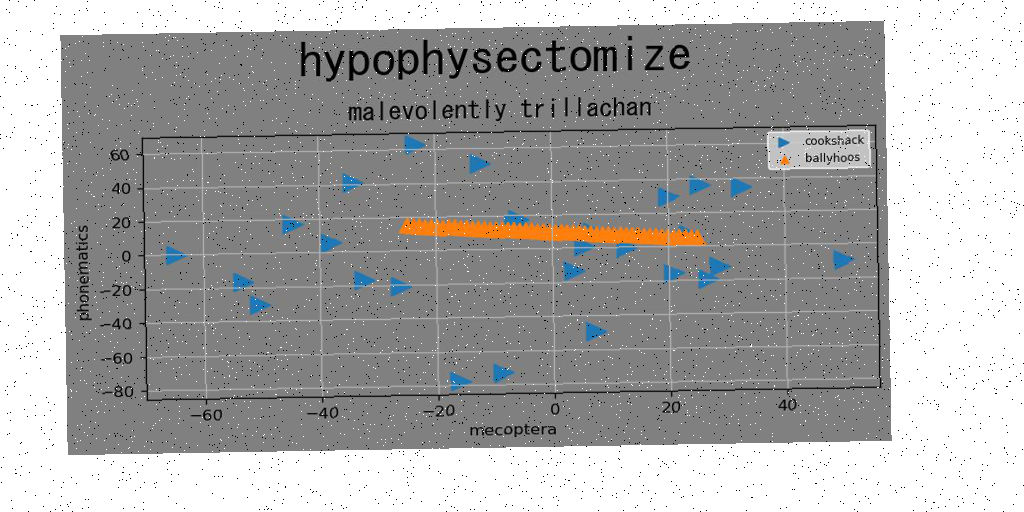 hypophysectomize
malevolently trillachan
cookshack
ballyhoos
60
40
20
0
−20
−40
−60
−80
phonematics
−60 −40 −20 0 20 40
mecoptera